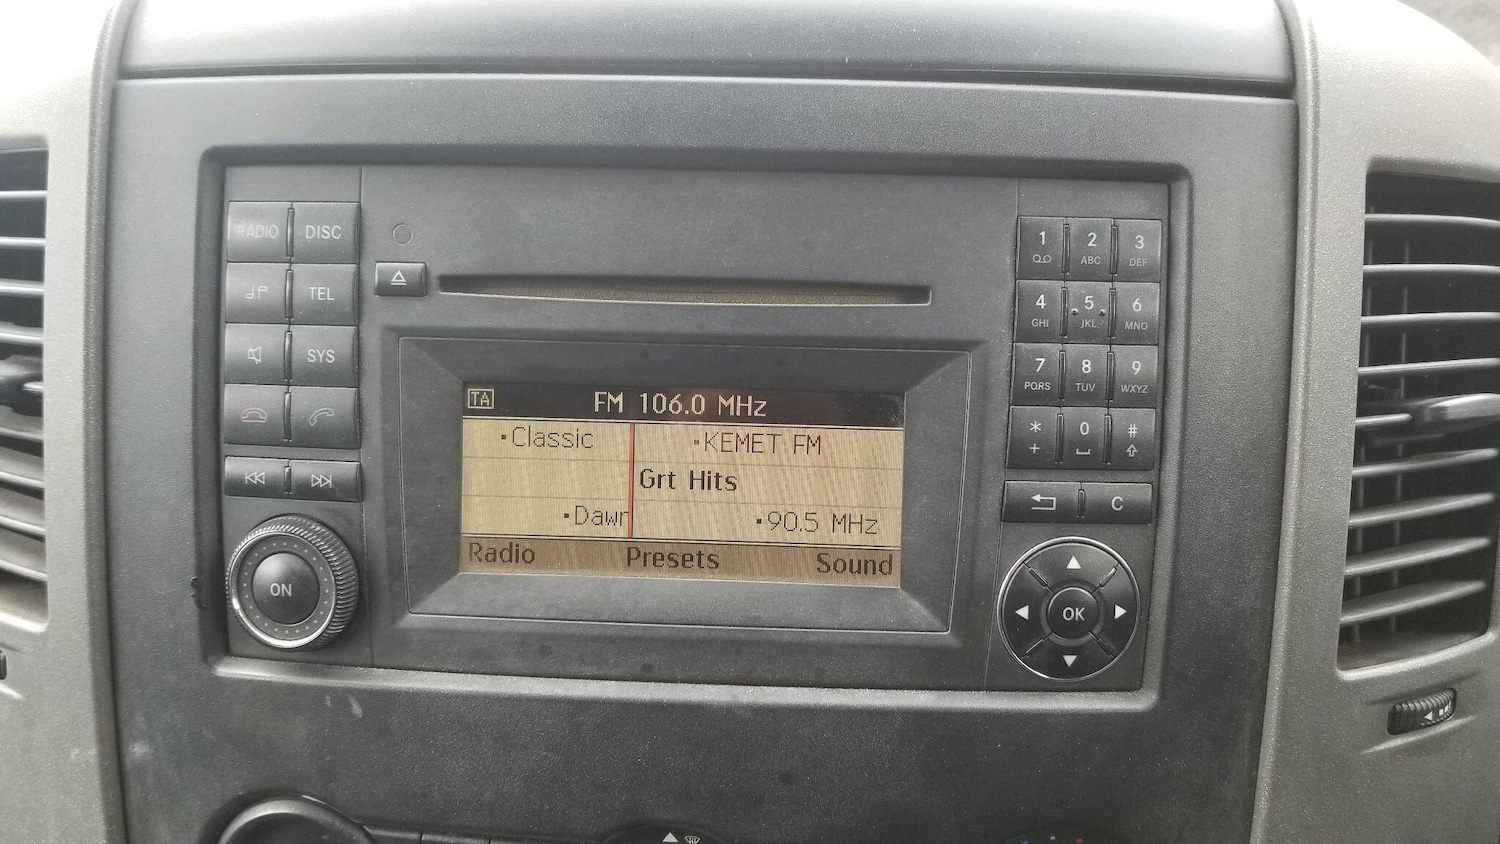 RADIO DISC
TEL
SYS
ON
TA FM 106.0 MHz
Classic KEMET FM
Grt Hits
Dawn 90.5 MHz
Radio Presets Sound
1 2 ABC 3 DEF
4 GHI 5 JKL 6 MNO
7 PQRS 8 TUV 9 WXYZ
* + 0 #
C
OK